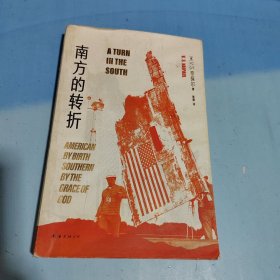 南方的转折
A TURN
IN THE
SOUTH
AMERICAN
BY BIRTH
SOUTHERN
BY THE
GRACE OF
GOD